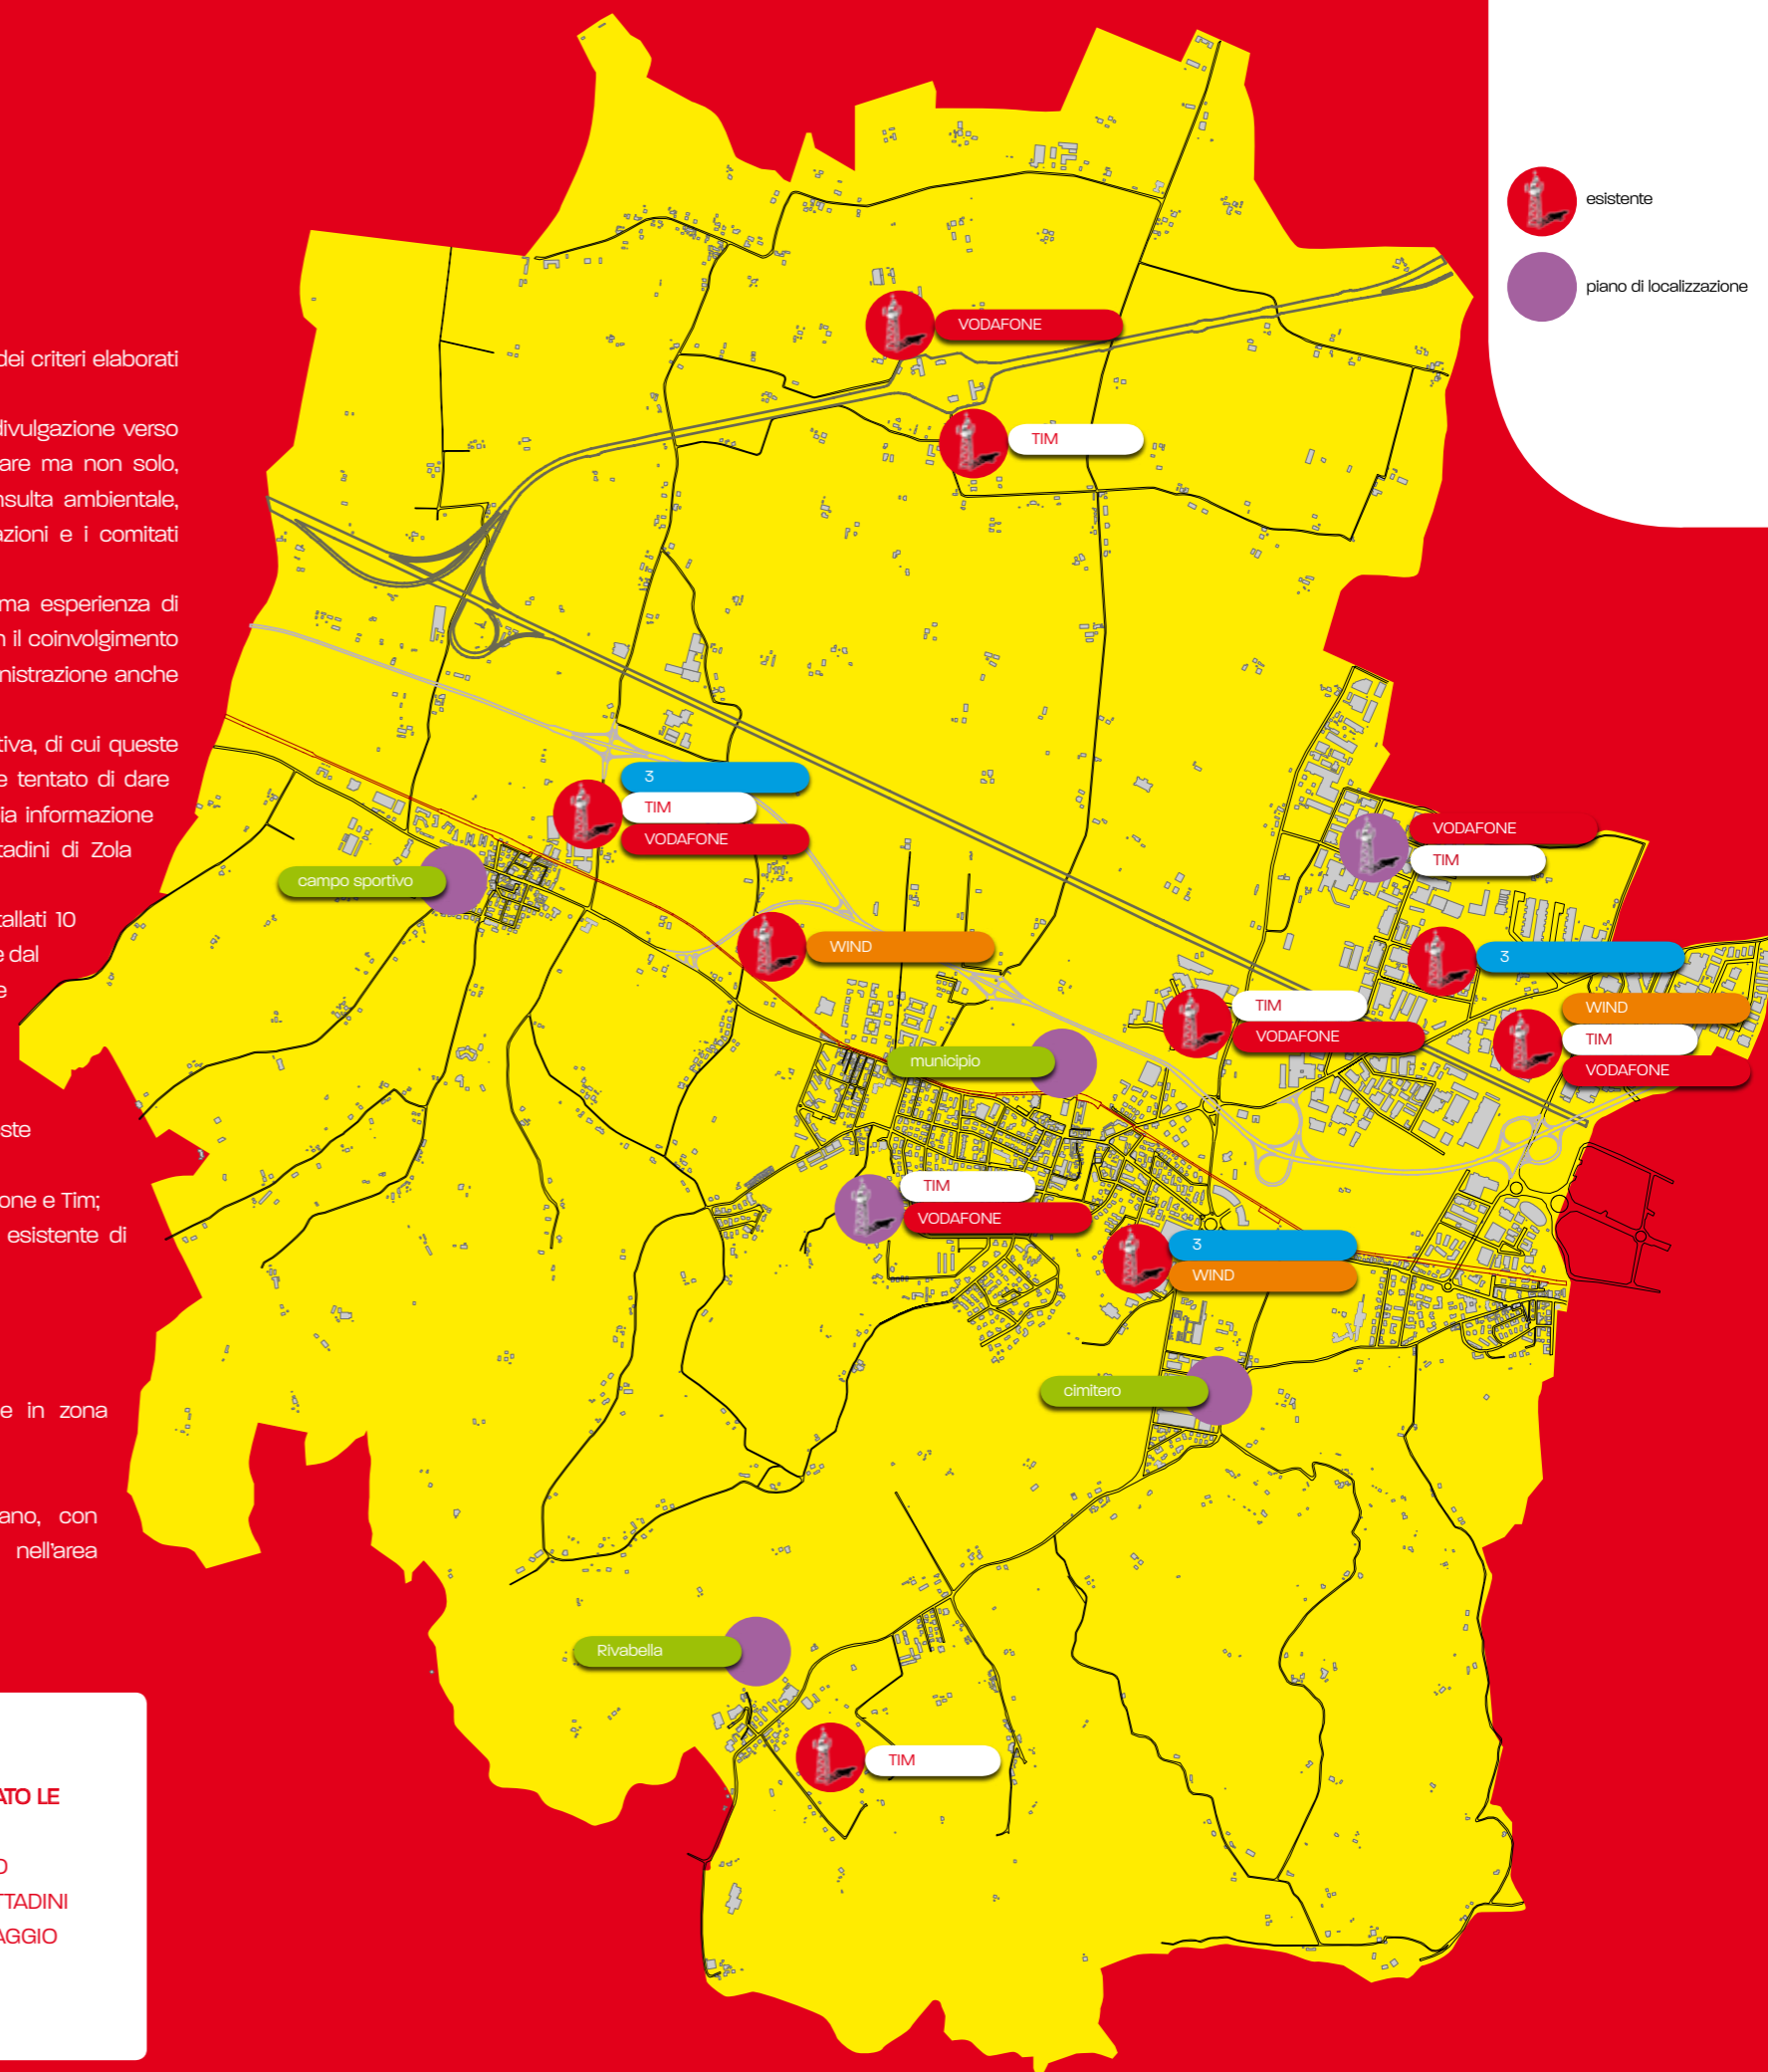 dei criteri elaborati
divulgazione verso
are ma non solo,
nsulta ambientale,
azioni e i comitati
ma esperienza di
n il coinvolgimento
nistrazione anche
tiva, di cui queste
e tentato di dare
ia informazione
tadini di Zola
tallati 10
e dal
e
ste
one e Tim;
esistente di
e in zona
ano, con
nell'area
ATO LE
O
TTADINI
AGGIO
esistente
piano di localizzazione
VODAFONE
TIM
3
TIM
VODAFONE
campo sportivo
WIND
VODAFONE
TIM
3
TIM
VODAFONE
WIND
TIM
VODAFONE
municipio
TIM
VODAFONE
3
WIND
cimitero
Rivabella
TIM